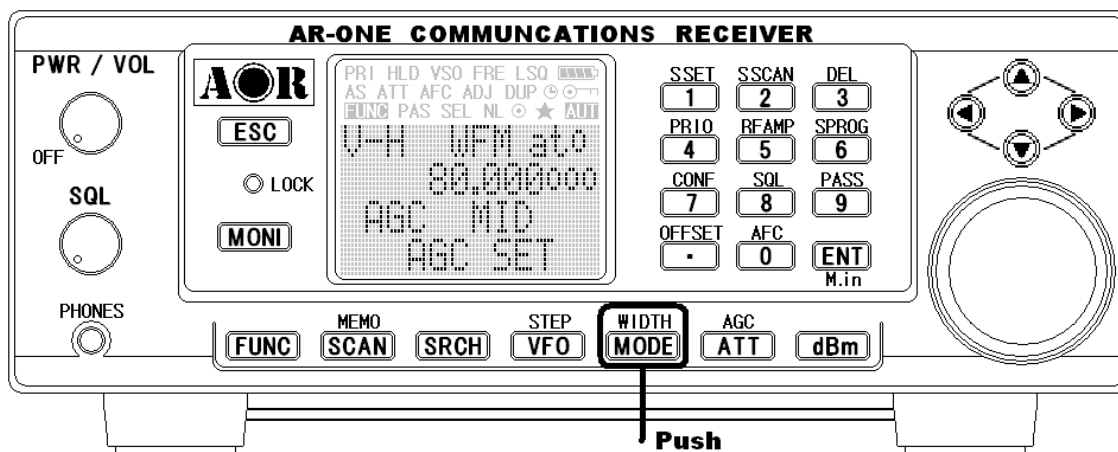 AR-ONE COMMUNCATIONS RECEIVER
PWR / VOL
OFF
SQL
PHONES
AOR
ESC
LOCK
MONI
PRI HLD VSO FRE LSQ
AS ATT AFC ADJ DUP
FUNC PAS SEL NL AUT
V-H WFM ato
80.000000
AGC MID
AGC SET
SSET SSCAN DEL
1 2 3
PRIO RFAMP SPROG
4 5 6
CONF SQL PASS
7 8 9
OFFSET AFC
. 0 ENT
M.in
MEMO STEP WIDTH AGC
FUNC SCAN SRCH VFO MODE ATT dBm
Push